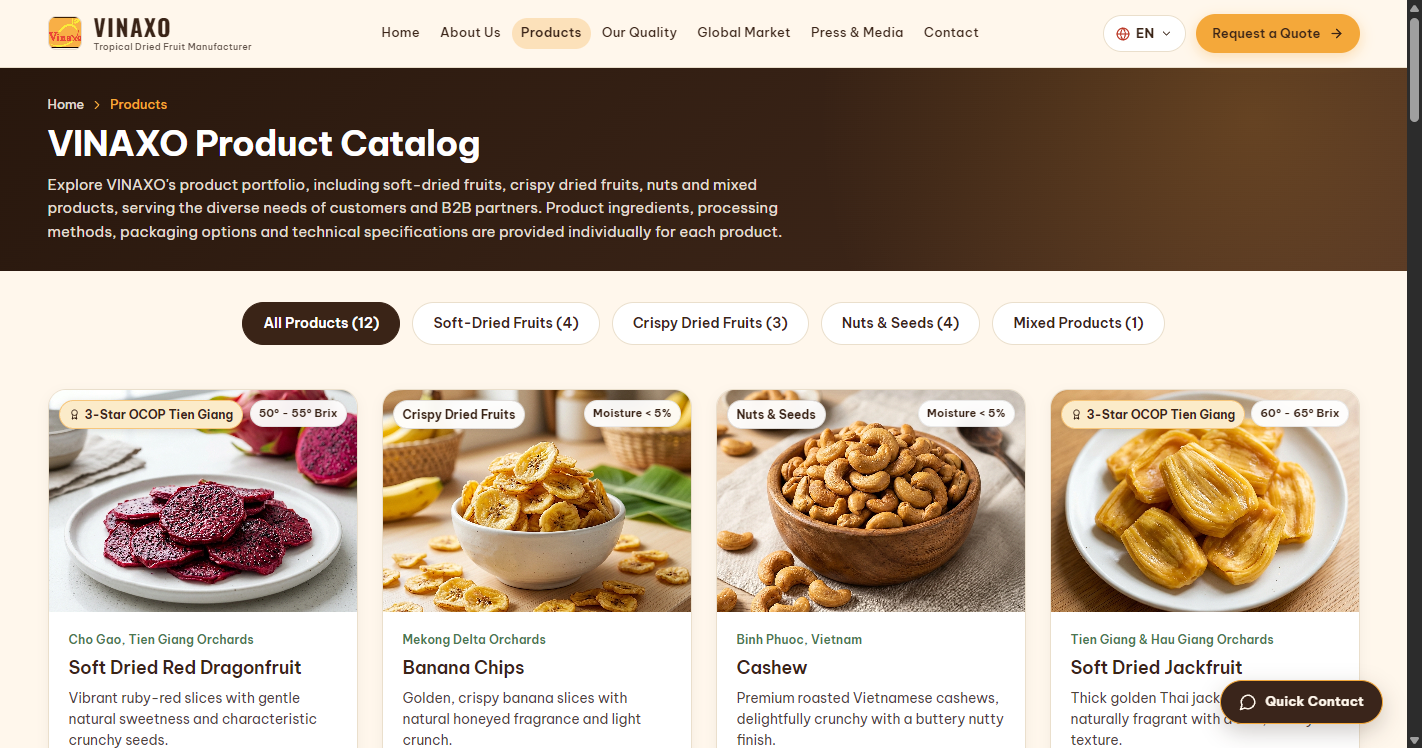 Vinaxo
VINAXO
Tropical Dried Fruit Manufacturer
Home
About Us
Products
Our Quality
Global Market
Press & Media
Contact
EN
Request a Quote
Home > Products
VINAXO Product Catalog
Explore VINAXO's product portfolio, including soft-dried fruits, crispy dried fruits, nuts and mixed
products, serving the diverse needs of customers and B2B partners. Product ingredients, processing
methods, packaging options and technical specifications are provided individually for each product.
All Products (12)
Soft-Dried Fruits (4)
Crispy Dried Fruits (3)
Nuts & Seeds (4)
Mixed Products (1)
3-Star OCOP Tien Giang
50° - 55° Brix
Cho Gao, Tien Giang Orchards
Soft Dried Red Dragonfruit
Vibrant ruby-red slices with gentle
natural sweetness and characteristic
crunchy seeds.
Crispy Dried Fruits
Moisture < 5%
Mekong Delta Orchards
Banana Chips
Golden, crispy banana slices with
natural honeyed fragrance and light
crunch.
Nuts & Seeds
Moisture < 5%
Binh Phuoc, Vietnam
Cashew
Premium roasted Vietnamese cashews,
delightfully crunchy with a buttery nutty
finish.
3-Star OCOP Tien Giang
60° - 65° Brix
Tien Giang & Hau Giang Orchards
Soft Dried Jackfruit
Thick golden Thai
naturally fragrant with
texture.
Quick Contact